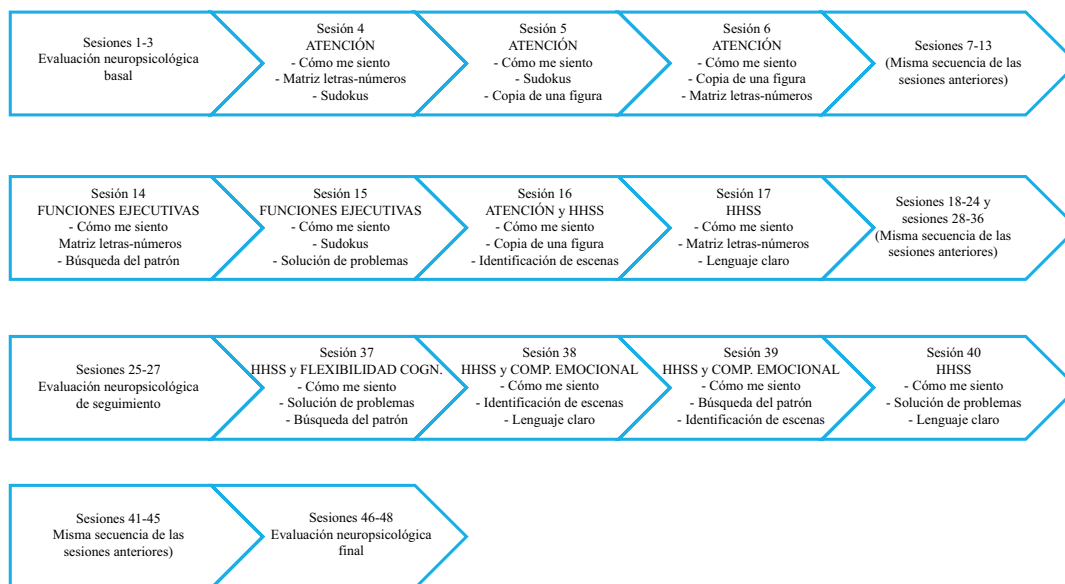 Sesiones 1-3
Evaluación neuropsicológica
basal
Sesión 4
ATENCIÓN
- Cómo me siento
- Matriz letras-números
- Sudokus
Sesión 5
ATENCIÓN
- Cómo me siento
- Sudokus
- Copia de una figura
Sesión 6
ATENCIÓN
- Cómo me siento
- Copia de una figura
- Matriz letras-números
Sesiones 7-13
(Misma secuencia de las
sesiones anteriores)
Sesión 14
FUNCIONES EJECUTIVAS
- Cómo me siento
Matriz letras-números
- Búsqueda del patrón
Sesión 15
FUNCIONES EJECUTIVAS
- Cómo me siento
- Sudokus
- Solución de problemas
Sesión 16
ATENCIÓN y HHSS
- Cómo me siento
- Copia de una figura
- Identificación de escenas
Sesión 17
HHSS
- Cómo me siento
- Matriz letras-números
- Lenguaje claro
Sesiones 18-24 y
sesiones 28-36
(Misma secuencia de las
sesiones anteriores)
Sesiones 25-27
Evaluación neuropsicológica
de seguimiento
Sesión 37
HHSS y FLEXIBILIDAD COGN.
- Cómo me siento
- Solución de problemas
- Búsqueda del patrón
Sesión 38
HHSS y COMP. EMOCIONAL
- Cómo me siento
- Identificación de escenas
- Lenguaje claro
Sesión 39
HHSS y COMP. EMOCIONAL
- Cómo me siento
- Búsqueda del patrón
- Identificación de escenas
Sesión 40
HHSS
- Cómo me siento
- Solución de problemas
- Lenguaje claro
Sesiones 41-45
Misma secuencia de las
sesiones anteriores)
Sesiones 46-48
Evaluación neuropsicológica
final